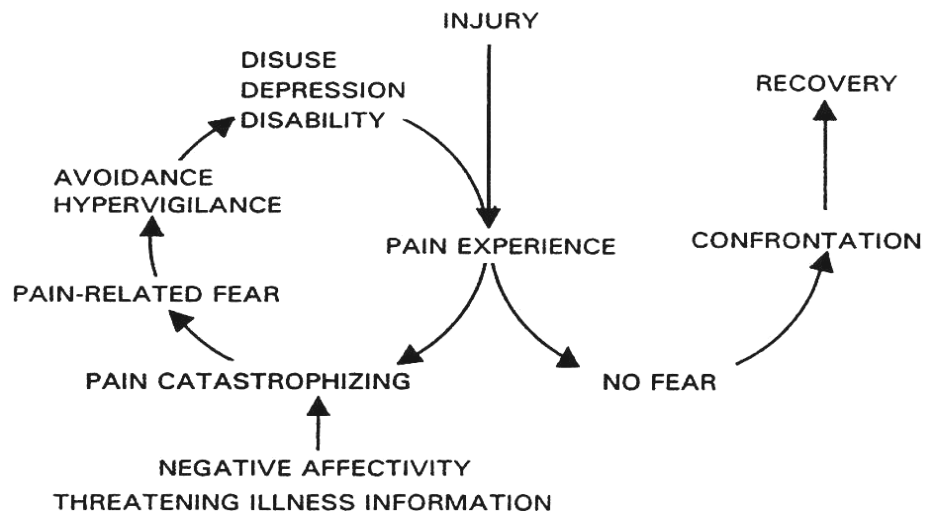 INJURY
DISUSE
DEPRESSION
DISABILITY
RECOVERY
AVOIDANCE
HYPERVIGILANCE
PAIN EXPERIENCE
CONFRONTATION
PAIN-RELATED FEAR
PAIN CATASTROPHIZING
NO FEAR
NEGATIVE AFFECTIVITY
THREATENING ILLNESS INFORMATION